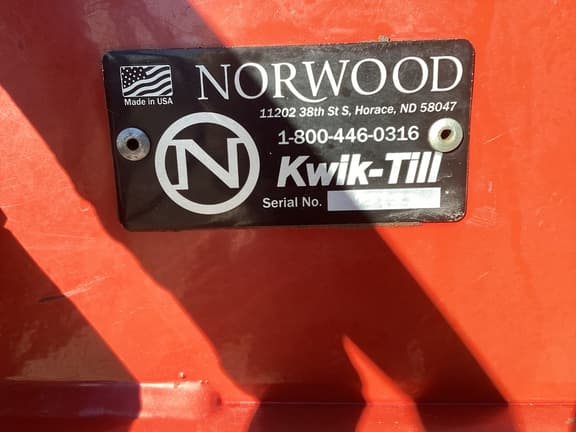 NORWOOD
Made in USA
11202 38th St S, Horace, ND 58047
1-800-446-0316
N
Kwik-Till
Serial No.